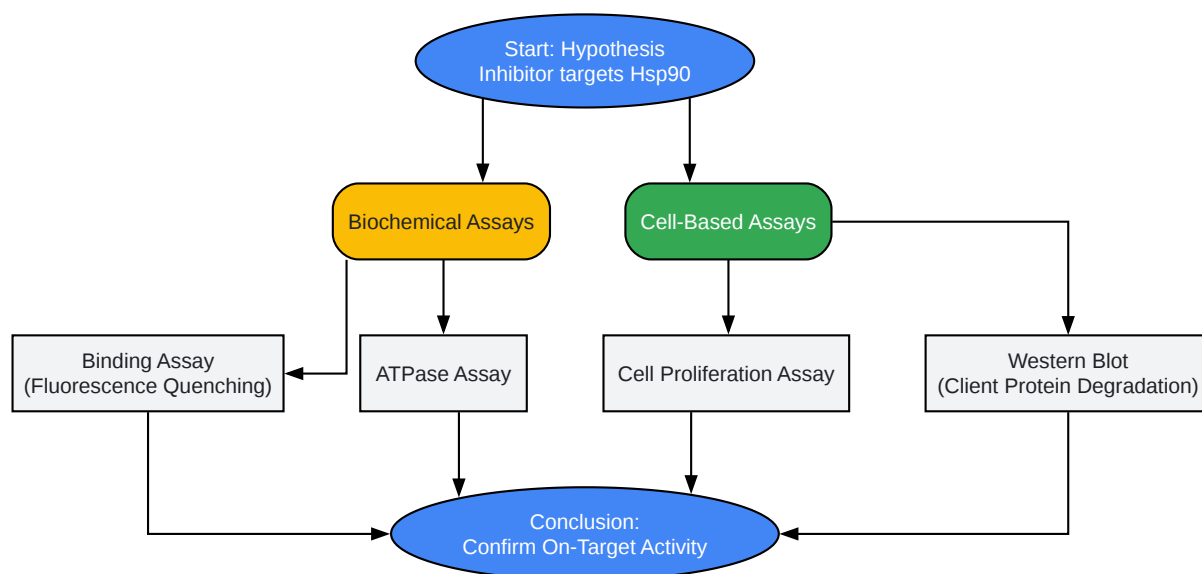 Start: Hypothesis
Inhibitor targets Hsp90
Biochemical Assays
Cell-Based Assays
Binding Assay
(Fluorescence Quenching)
ATPase Assay
Cell Proliferation Assay
Western Blot
(Client Protein Degradation)
Conclusion:
Confirm On-Target Activity